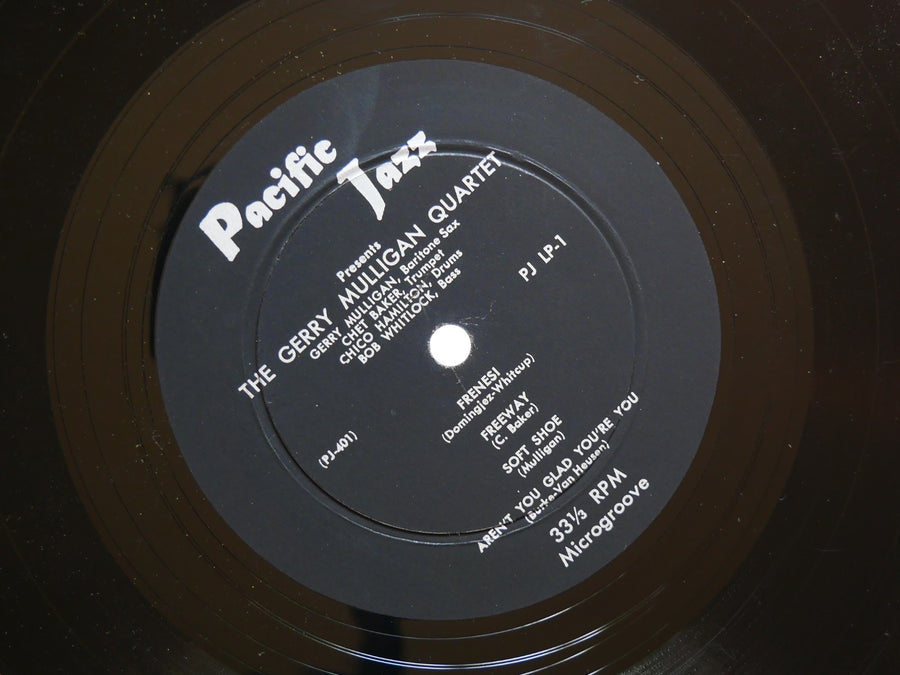 Pacific
Jazz
Presents
THE GERRY MULLIGAN QUARTET
GERRY MULLIGAN, Baritone Sax
CHET BAKER, Trumpet
CHICO HAMILTON, Drums
BOB WHITLOCK, Bass
PJ LP-1
(PJ-401)
FRENESI
(Domingiez-Whitcup)
FREEWAY
(C. Baker)
SOFT SHOE
(Mulligan)
AREN'T YOU GLAD YOU'RE YOU
(Burke-Van Heusen)
33⅓ RPM
Microgroove